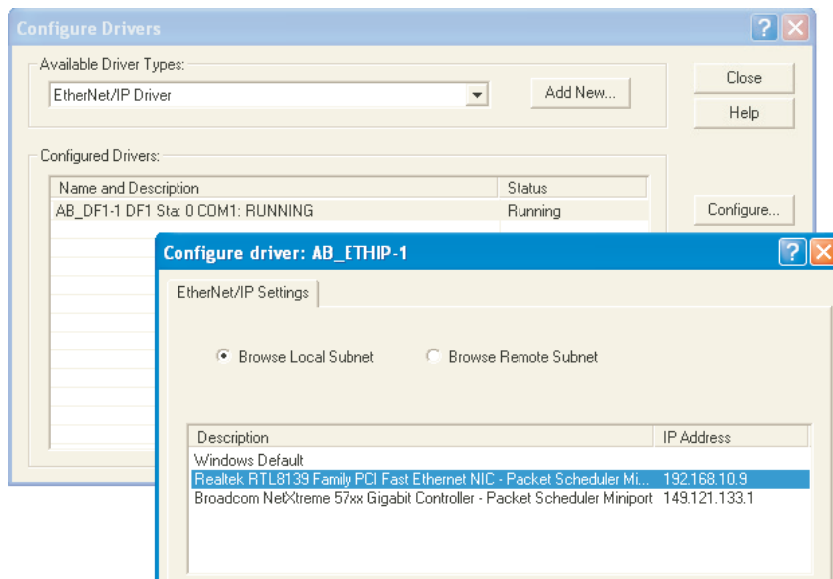 Configure Drivers
Available Driver Types:
EtherNet/IP Driver
Add New...
Close
Help
Configured Drivers:
Name and Description Status
AB_DF1-1 DF1 Sta: 0 COM1: RUNNING Running
Configure...
Configure driver: AB_ETHIP-1
EtherNet/IP Settings
Browse Local Subnet Browse Remote Subnet
Description IP Address
Windows Default
Realtek RTL8139 Family PCI Fast Ethernet NIC - Packet Scheduler Mi... 192.168.10.9
Broadcom NetXtreme 57xx Gigabit Controller - Packet Scheduler Miniport 149.121.133.1